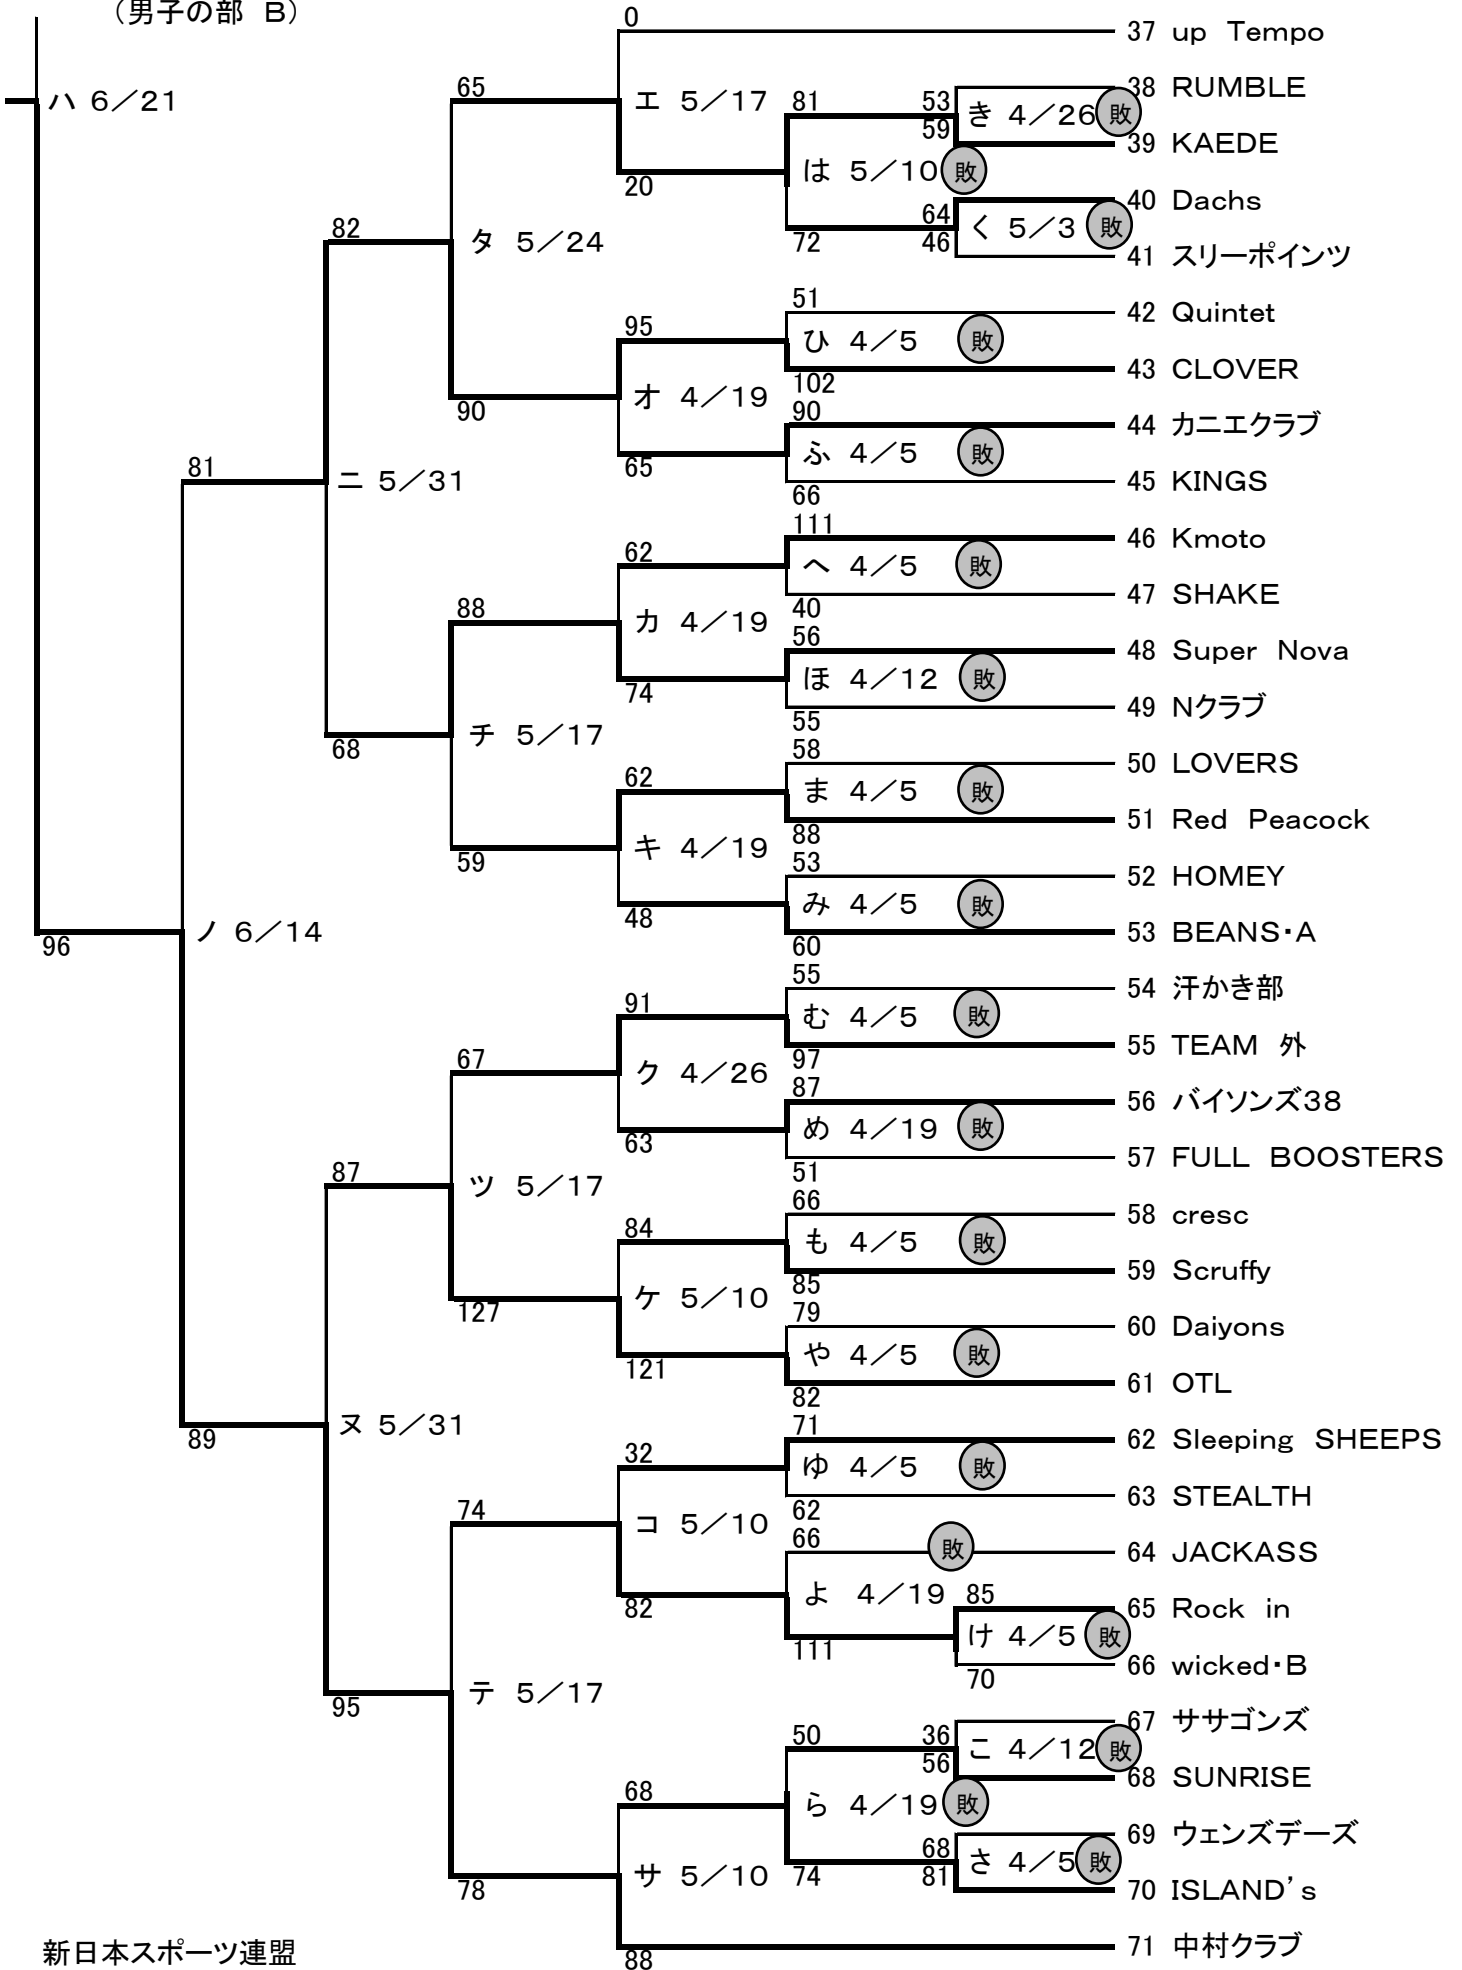 （男子の部　B）
0
37 up Tempo
ハ 6／21
65
エ 5／17
81
53
き 4／26
敗
38 RUMBLE
59
39 KAEDE
は 5／10
敗
20
40 Dachs
64
く 5／3
敗
72
46
41 スリーポインツ
82
タ 5／24
51
42 Quintet
95
ひ 4／5
敗
102
43 CLOVER
オ 4／19
90
90
44 カニエクラブ
65
ふ 4／5
敗
66
45 KINGS
81
ニ 5／31
111
46 Kmoto
62
へ 4／5
敗
40
47 SHAKE
88
カ 4／19
56
48 Super Nova
74
ほ 4／12
敗
55
49 Nクラブ
68
チ 5／17
58
50 LOVERS
62
ま 4／5
敗
88
51 Red Peacock
59
キ 4／19
53
52 HOMEY
48
み 4／5
敗
60
53 BEANS・A
96
ノ 6／14
55
54 汗かき部
91
む 4／5
敗
97
55 TEAM 外
67
ク 4／26
87
56 バイソンズ38
63
め 4／19
敗
51
57 FULL BOOSTERS
87
ツ 5／17
66
58 cresc
84
も 4／5
敗
85
59 Scruffy
127
ケ 5／10
79
60 Daiyons
121
や 4／5
敗
82
61 OTL
89
ヌ 5／31
71
62 Sleeping SHEEPS
32
ゆ 4／5
敗
62
63 STEALTH
74
コ 5／10
66
敗
64 JACKASS
82
よ 4／19
85
65 Rock in
111
け 4／5
敗
70
66 wicked・B
95
テ 5／17
50
36
こ 4／12
敗
67 ササゴンズ
56
68 SUNRISE
68
ら 4／19
敗
69 ウェンズデーズ
68
さ 4／5
敗
74
81
70 ISLAND’s
78
サ 5／10
88
71 中村クラブ
新日本スポーツ連盟